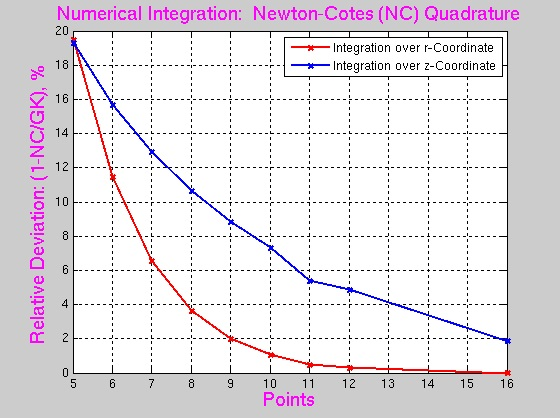 Numerical Integration:  Newton-Cotes (NC) Quadrature
Relative Deviation: (1-NC/GK), %
20
18
16
14
12
10
8
6
4
2
0
Integration over r-Coordinate
Integration over z-Coordinate
5 6 7 8 9 10 11 12 13 14 15 16
Points